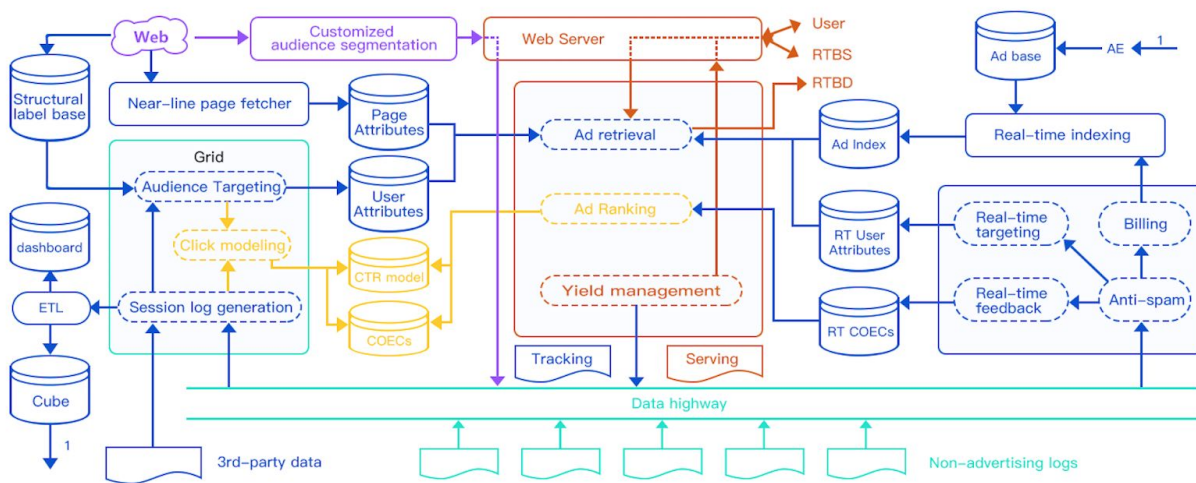 Web
Customized
audience segmentation
Web Server
User
RTBS
RTBD
Ad base
AE
1
Structural
label base
Near-line page fetcher
Page
Attributes
Ad retrieval
Ad Index
Real-time indexing
Grid
Audience Targeting
User
Attributes
Ad Ranking
RT User
Attributes
Real-time
targeting
Billing
dashboard
Click modeling
CTR model
Yield management
ETL
Session log generation
COECs
RT COECs
Real-time
feedback
Anti-spam
Tracking
Serving
Cube
Data highway
1
3rd-party data
Non-advertising logs